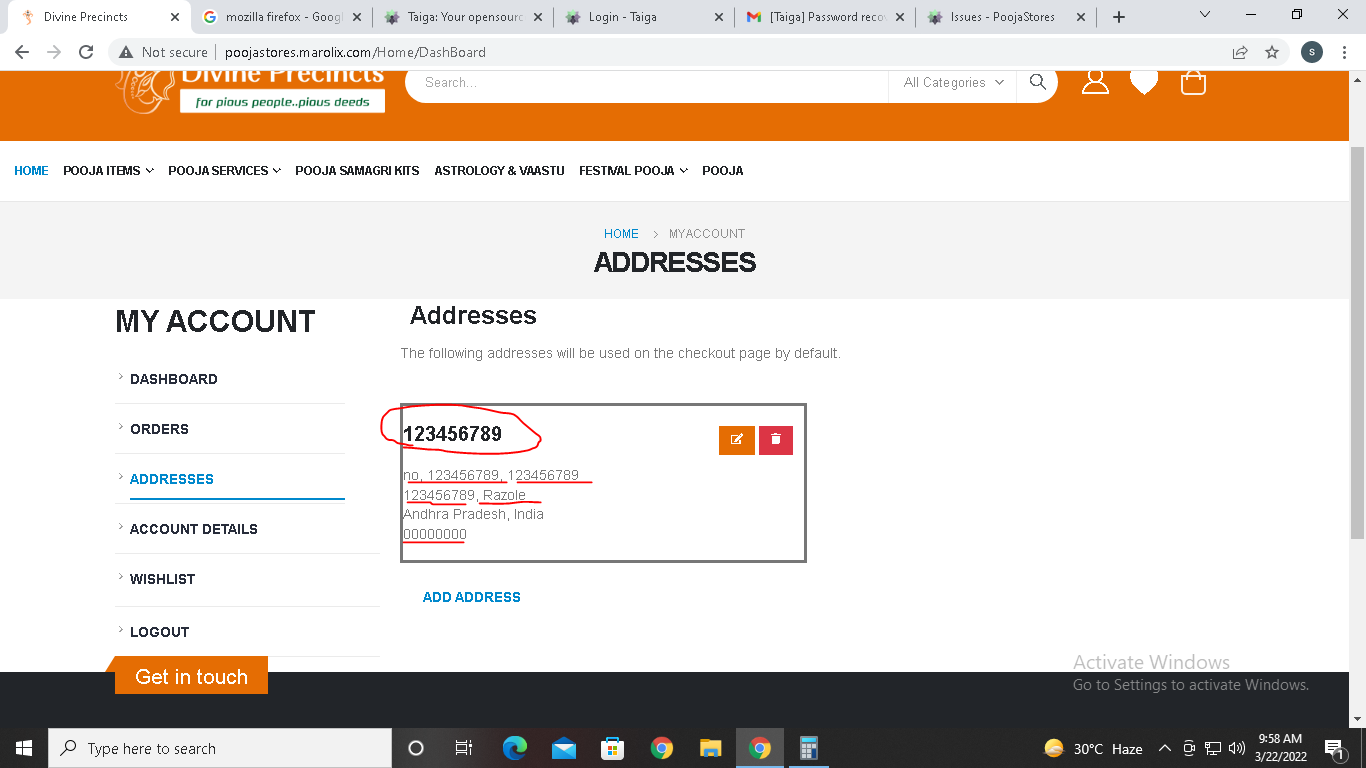 Divine Precincts
mozilla firefox - Goog
Taiga: Your opensourc
Login - Taiga
[Taiga] Password reco
Issues - PoojaStores
Not secure
poojastores.marolix.com/Home/DashBoard
S
Divine Precincts
for pious people..pious deeds
Search...
All Categories
HOME POOJA ITEMS POOJA SERVICES POOJA SAMAGRI KITS ASTROLOGY & VAASTU FESTIVAL POOJA POOJA
HOME > MY ACCOUNT
ADDRESSES
MY ACCOUNT
DASHBOARD
ORDERS
ADDRESSES
ACCOUNT DETAILS
WISHLIST
LOGOUT
Addresses
The following addresses will be used on the checkout page by default.
123456789
no, 123456789, 123456789
123456789, Razole
Andhra Pradesh, India
00000000
ADD ADDRESS
Get in touch
Activate Windows
Go to Settings to activate Windows.
Type here to search
30°C Haze
9:58 AM
3/22/2022
1